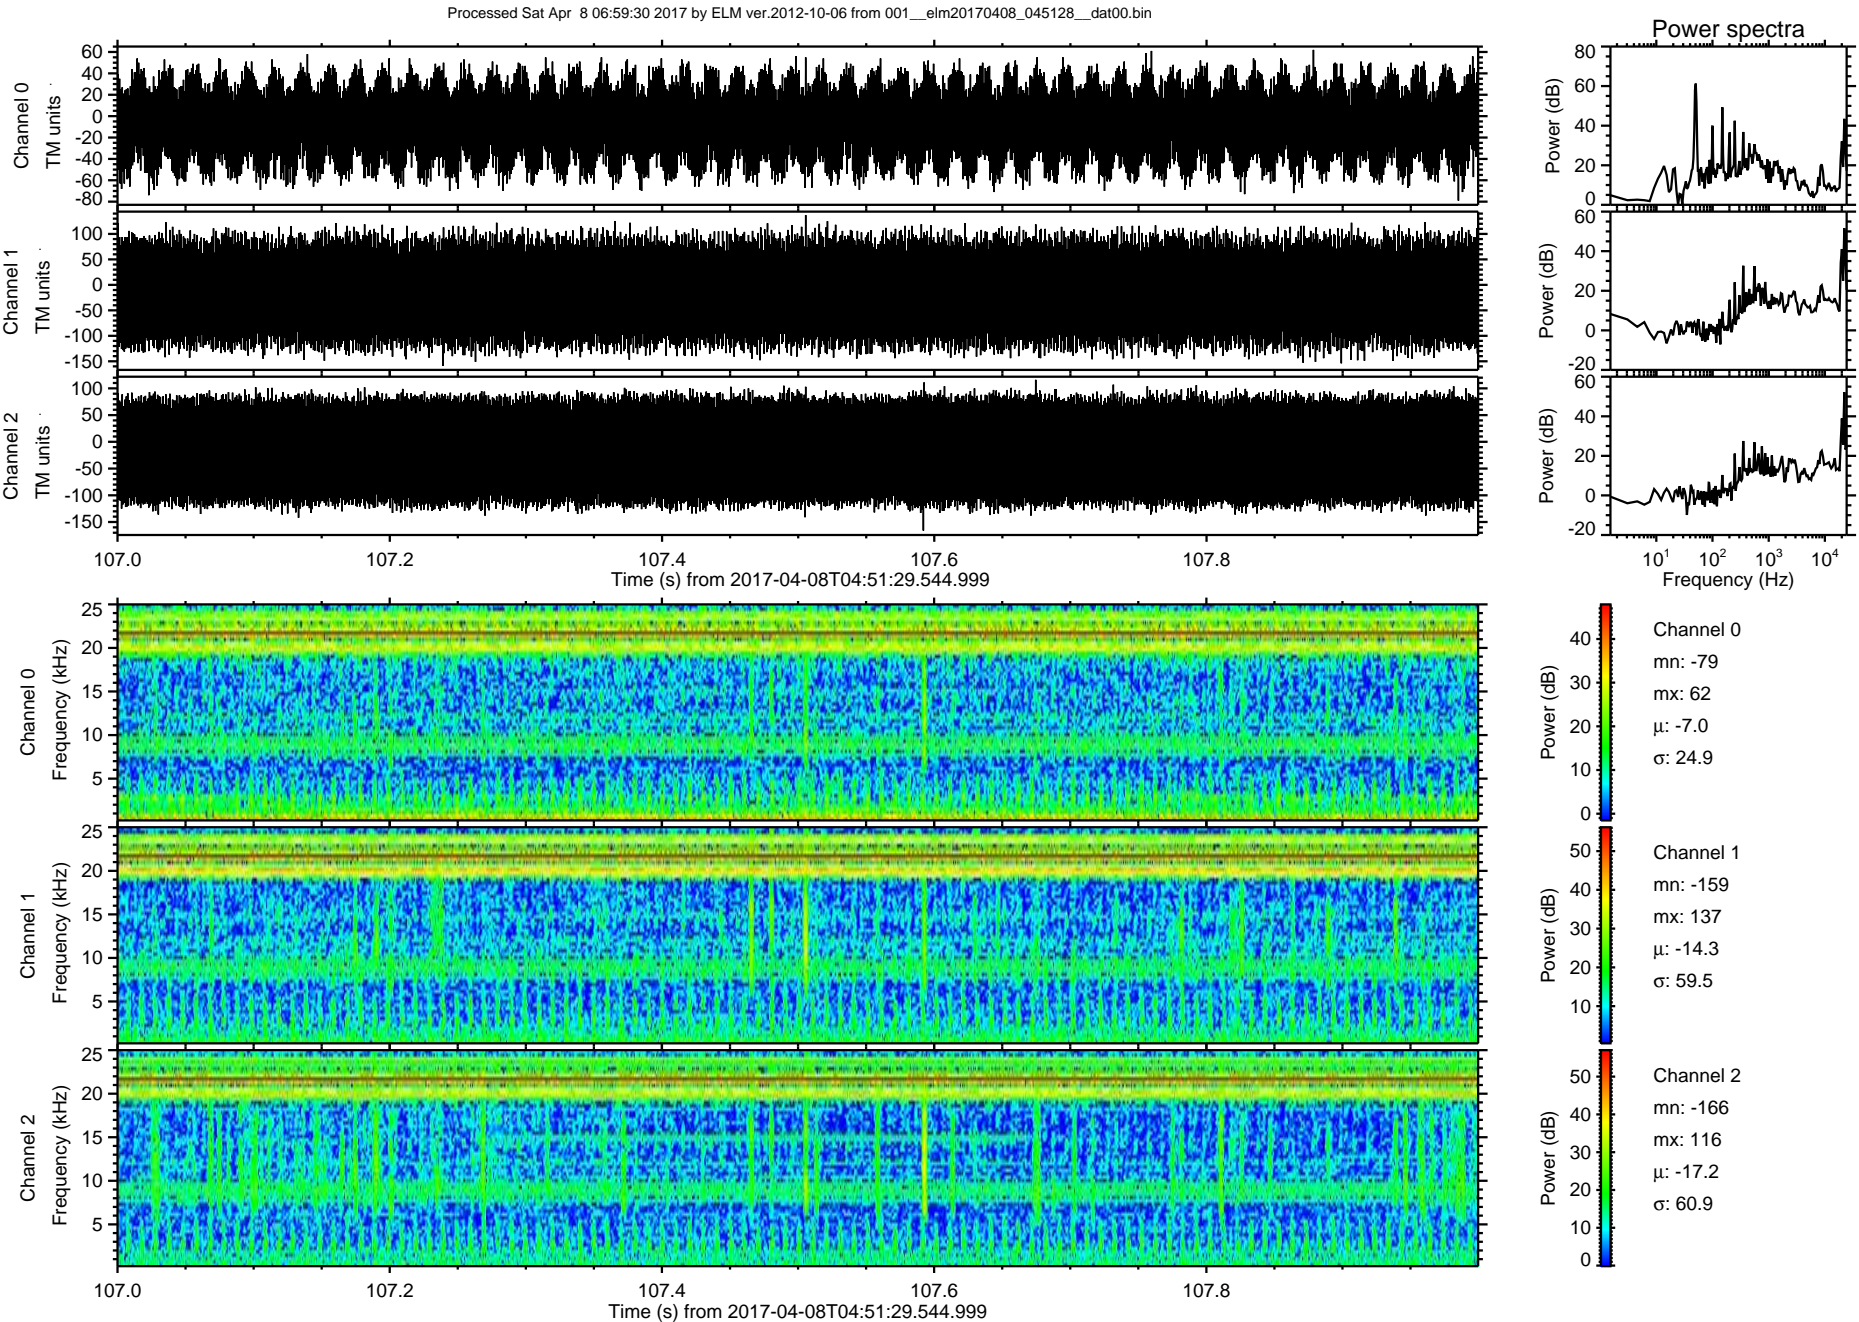 Processed Sat Apr  8 06:59:30 2017 by ELM ver.2012-10-06 from 001__elm20170408_045128__dat00.bin
Power spectra
Channel 0
TM units
60
40
20
0
-20
-40
-60
-80
Power (dB)
80
60
40
20
0
Channel 1
TM units
100
50
0
-50
-100
-150
Power (dB)
60
40
20
0
-20
Channel 2
TM units
100
50
0
-50
-100
-150
Power (dB)
60
40
20
0
-20
107.0 107.2 107.4 107.6 107.8
Time (s) from 2017-04-08T04:51:29.544.999
10¹ 10² 10³ 10⁴
Frequency (Hz)
Channel 0
Frequency (kHz)
25
20
15
10
5
Power (dB)
40
30
20
10
0
Channel 0
mn: -79
mx: 62
μ: -7.0
σ: 24.9
Channel 1
Frequency (kHz)
25
20
15
10
5
Power (dB)
50
40
30
20
10
Channel 1
mn: -159
mx: 137
μ: -14.3
σ: 59.5
Channel 2
Frequency (kHz)
25
20
15
10
5
Power (dB)
50
40
30
20
10
0
Channel 2
mn: -166
mx: 116
μ: -17.2
σ: 60.9
107.0 107.2 107.4 107.6 107.8
Time (s) from 2017-04-08T04:51:29.544.999